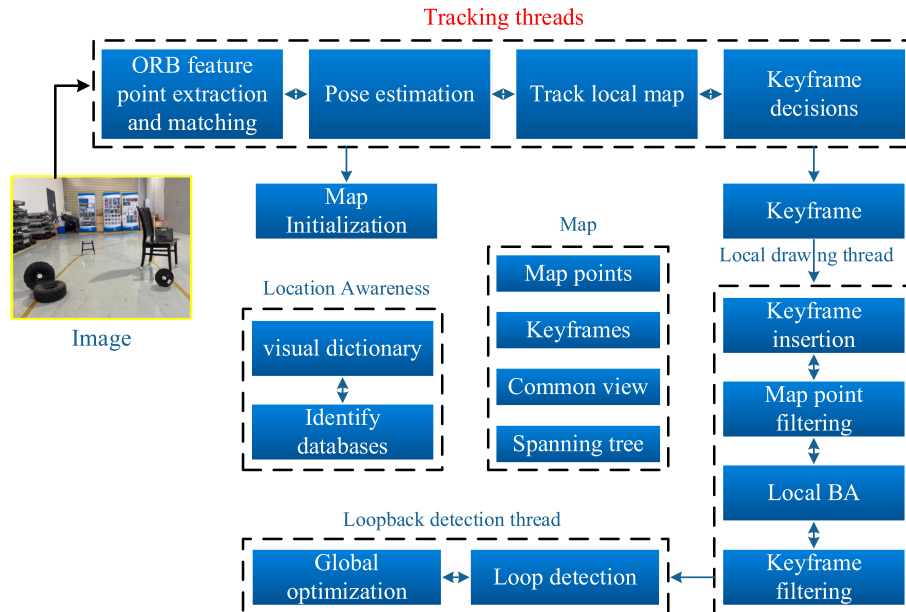 Tracking threads
ORB feature
point extraction
and matching
Pose estimation
Track local map
Keyframe
decisions
Map
Initialization
Keyframe
Image
Location Awareness
visual dictionary
Identify
databases
Map
Map points
Keyframes
Common view
Spanning tree
Local drawing thread
Keyframe
insertion
Map point
filtering
Local BA
Keyframe
filtering
Loopback detection thread
Global
optimization
Loop detection